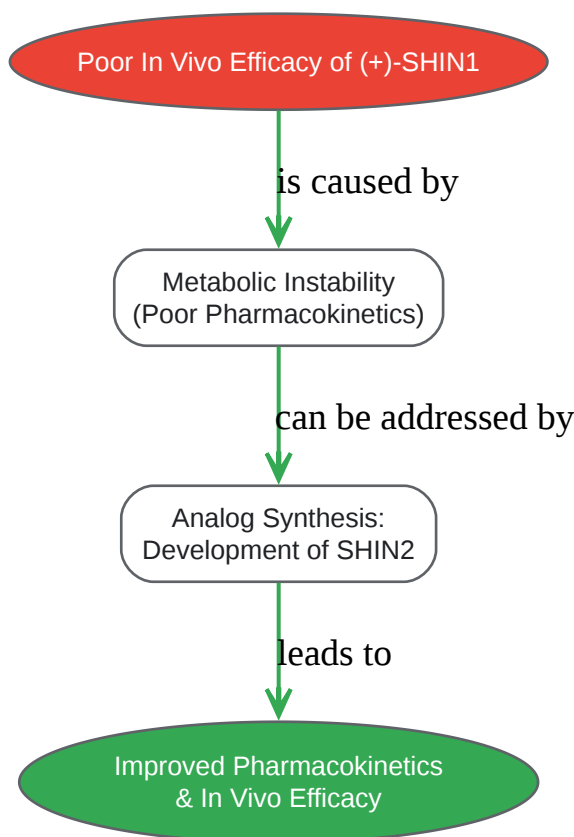 Poor In Vivo Efficacy of (+)-SHIN1
is caused by
Metabolic Instability
(Poor Pharmacokinetics)
can be addressed by
Analog Synthesis:
Development of SHIN2
leads to
Improved Pharmacokinetics
& In Vivo Efficacy